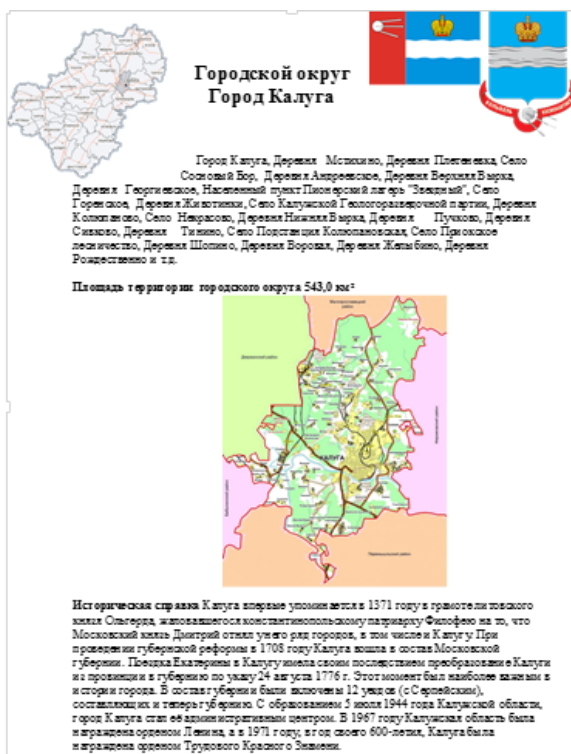 Городской округ
Город Калуга
Город Калуга, Деревня Мстихино, Деревня Плетеневка, Село
Сосновый Бор, Деревня Андреевское, Деревня Верхняя Вырка,
Деревня Георгиевское, Населенный пункт Пионерский лагерь "Звездный", Село
Горенское, Деревня Животинки, Село Калужской Геологоразведочной партии, Деревня
Колюпаново, Село Некрасово, Деревня Нижняя Вырка, Деревня Пучково, Деревня
Сивково, Деревня Тинино, Село Подстанция Колюпановская, Село Приокское
лесничество, Деревня Шопино, Деревня Воровая, Деревня Желыбино, Деревня
Рождественно и т.д.
Площадь территории городского округа 543,0 км²
КАЛУГА
Историческая справка Калуга впервые упоминается в 1371 году в грамоте литовского
князя Ольгерда, жаловавшегося константинопольскому патриарху Филофею на то, что
Московский князь Дмитрий отнял у него ряд городов, в том числе и Калугу. При
проведении губернской реформы в 1708 году Калуга вошла в состав Московской
губернии. Поездка Екатерины в Калугу имела своим последствием преобразование Калуги
из провинции в губернию по указу 24 августа 1776 г. Этот момент был наиболее важным в
истории города. В состав губернии были включены 12 уездов (с Серпейским),
составляющих и теперь губернию. С образованием 5 июля 1944 года Калужской области,
город Калуга стал её административным центром. В 1967 году Калужская область была
награждена орденом Ленина, а в 1971 году, в год своего 600-летия, Калуга была
награждена орденом Трудового Красного Знамени.